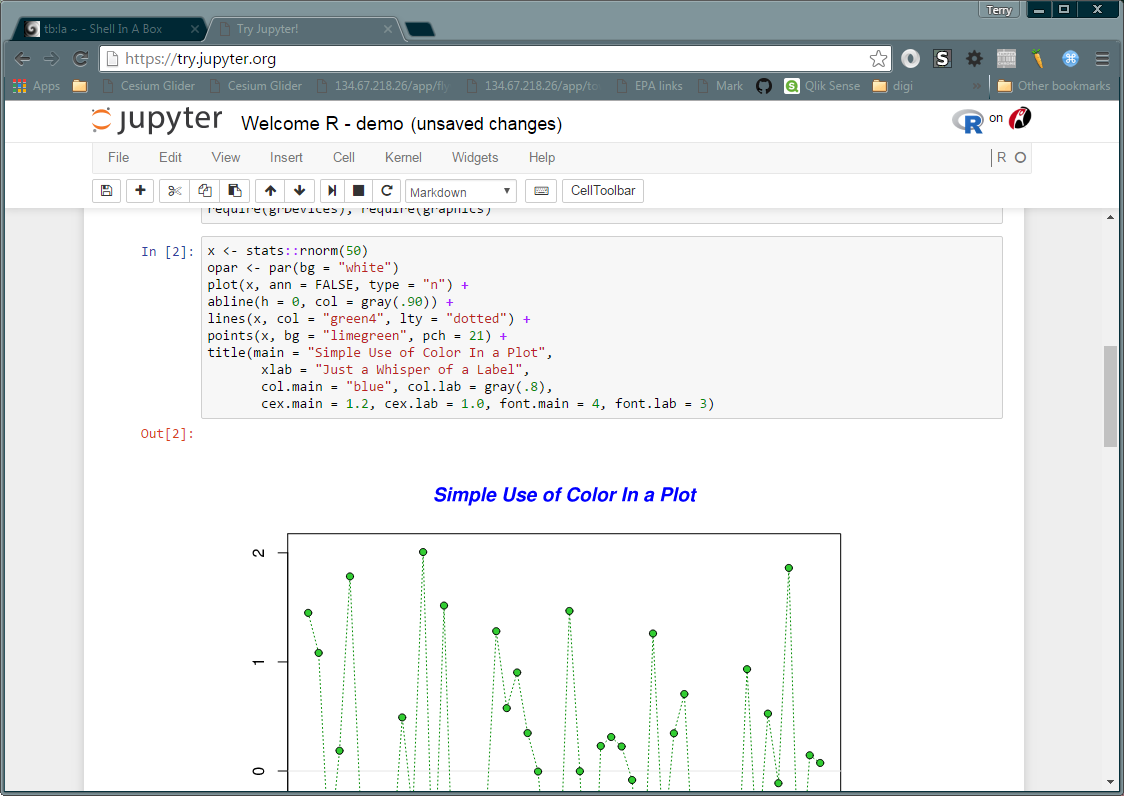 Terry
tb:la ~ - Shell In A Box
Try Jupyter!
https://try.jupyter.org
Apps
Cesium Glider
Cesium Glider
134.67.218.26/app/fly
134.67.218.26/app/to
EPA links
Mark
Qlik Sense
digi
Other bookmarks
jupyter Welcome R - demo (unsaved changes)
R on
File Edit View Insert Cell Kernel Widgets Help
R
Markdown
CellToolbar
require(grDevices); require(graphics)
In [2]:
x <- stats::rnorm(50)
opar <- par(bg = "white")
plot(x, ann = FALSE, type = "n") +
abline(h = 0, col = gray(.90)) +
lines(x, col = "green4", lty = "dotted") +
points(x, bg = "limegreen", pch = 21) +
title(main = "Simple Use of Color In a Plot",
xlab = "Just a Whisper of a Label",
col.main = "blue", col.lab = gray(.8),
cex.main = 1.2, cex.lab = 1.0, font.main = 4, font.lab = 3)
Out[2]:
Simple Use of Color In a Plot
2
1
0